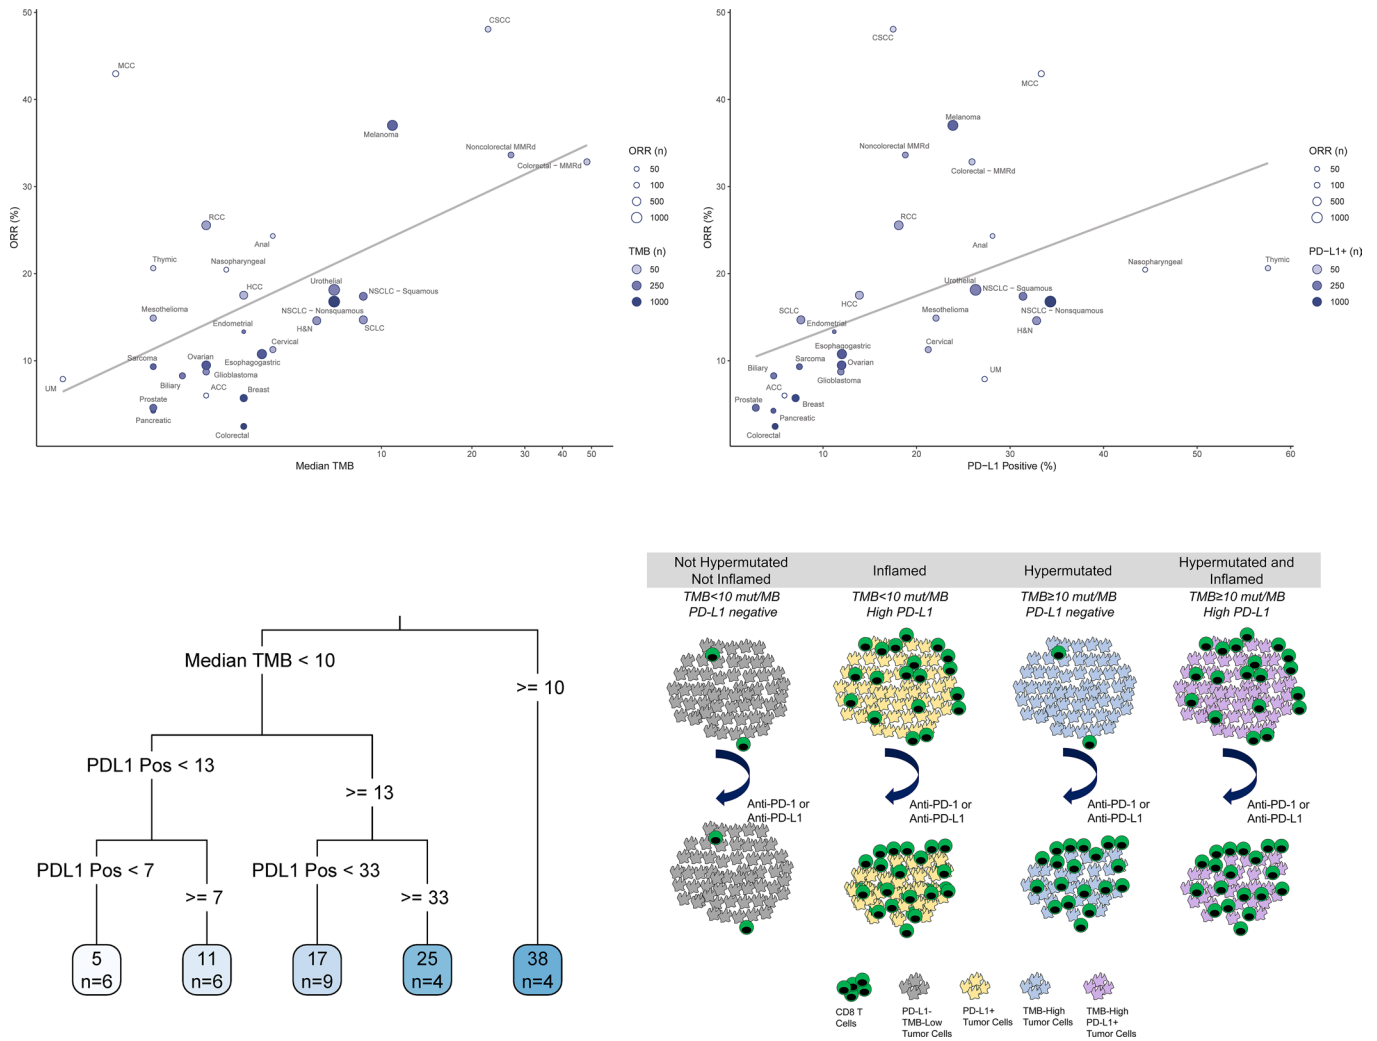 50
40
30
20
10
ORR (%)
CSCC
MCC
Melanoma
Noncolorectal MMRd
Colorectal − MMRd
RCC
Anal
Thymic
Nasopharyngeal
Urothelial
HCC
NSCLC − Squamous
Mesothelioma
NSCLC − Nonsquamous
Endometrial
H&N
SCLC
Cervical
Sarcoma
Ovarian
Esophagogastric
Glioblastoma
UM
Biliary
ACC
Breast
Prostate
Pancreatic
Colorectal
10
20
30
40
50
Median TMB
ORR (n)
50
100
500
1000
TMB (n)
50
250
1000
50
40
30
20
10
ORR (%)
CSCC
MCC
Melanoma
Noncolorectal MMRd
Colorectal − MMRd
RCC
Anal
Nasopharyngeal
Thymic
Urothelial
NSCLC − Squamous
HCC
SCLC
Mesothelioma
NSCLC − Nonsquamous
Endometrial
H&N
Esophagogastric
Cervical
Sarcoma
Ovarian
Biliary
Glioblastoma
UM
ACC
Prostate
Breast
Pancreatic
Colorectal
10
20
30
40
50
60
PD−L1 Positive (%)
ORR (n)
50
100
500
1000
PD−L1+ (n)
50
250
1000
Median TMB < 10
>= 10
PDL1 Pos < 13
>= 13
PDL1 Pos < 7
>= 7
PDL1 Pos < 33
>= 33
5
n=6
11
n=6
17
n=9
25
n=4
38
n=4
Not Hypermutated
Not Inflamed
Inflamed
Hypermutated
Hypermutated and
Inflamed
TMB<10 mut/MB
PD-L1 negative
TMB<10 mut/MB
High PD-L1
TMB≥10 mut/MB
PD-L1 negative
TMB≥10 mut/MB
High PD-L1
Anti-PD-1 or
Anti-PD-L1
Anti-PD-1 or
Anti-PD-L1
Anti-PD-1 or
Anti-PD-L1
Anti-PD-1 or
Anti-PD-L1
CD8 T
Cells
PD-L1-
TMB-Low
Tumor Cells
PD-L1+
Tumor Cells
TMB-High
Tumor Cells
TMB-High
PD-L1+
Tumor Cells